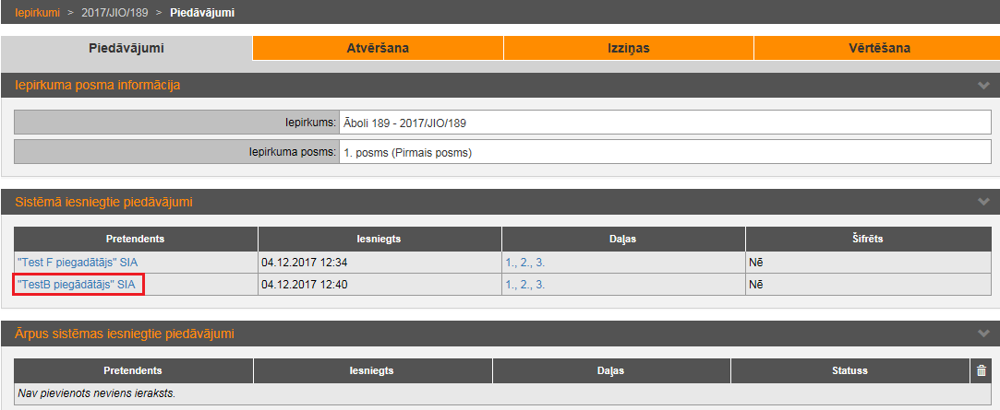 Iepirkumi > 2017/JIO/189 > Piedāvājumi
Piedāvājumi Atvēršana Izziņas Vērtēšana
Iepirkuma posma informācija
Iepirkums: Āboli 189 - 2017/JIO/189
Iepirkuma posms: 1. posms (Pirmais posms)
Sistēmā iesniegtie piedāvājumi
Pretendents Iesniegts Daļas Šifrēts
"Test F piegadātājs" SIA 04.12.2017 12:34 1., 2., 3. Nē
"TestB piegādātājs" SIA 04.12.2017 12:40 1., 2., 3. Nē
Ārpus sistēmas iesniegtie piedāvājumi
Pretendents Iesniegts Daļas Statuss
Nav pievienots neviens ieraksts.